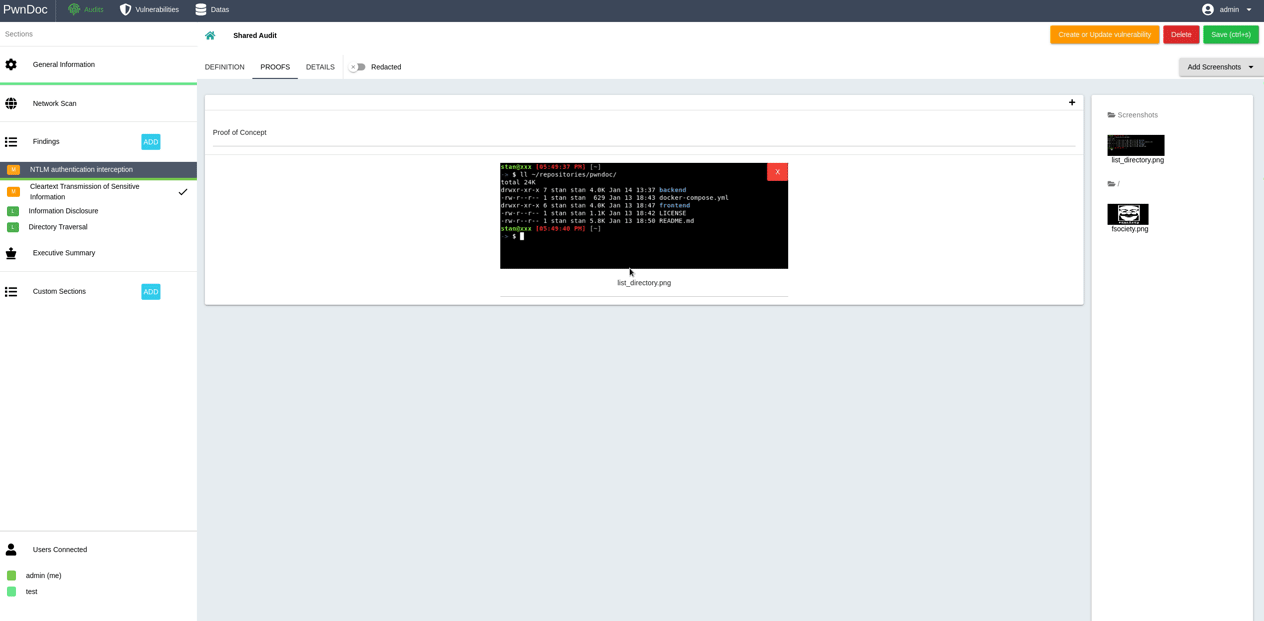 PwnDoc
Audits
Vulnerabilities
Datas
admin
Sections
General Information
Network Scan
Findings
ADD
M NTLM authentication interception
M Cleartext Transmission of Sensitive
Information
L Information Disclosure
L Directory Traversal
Executive Summary
Custom Sections
ADD
Users Connected
admin (me)
test
Shared Audit
Create or Update vulnerability
Delete
Save (ctrl+s)
DEFINITION
PROOFS
DETAILS
Redacted
Add Screenshots
+
Proof of Concept
X
stan@xxx [05:49:37 PM] [~]
-> $ ll ~/repositories/pwndoc/
total 24K
drwxr-xr-x 7 stan stan 4.0K Jan 14 13:37 backend
-rw-r--r-- 1 stan stan  629 Jan 13 18:43 docker-compose.yml
drwxr-xr-x 6 stan stan 4.0K Jan 13 18:47 frontend
-rw-r--r-- 1 stan stan 1.1K Jan 13 18:42 LICENSE
-rw-r--r-- 1 stan stan 5.8K Jan 13 18:50 README.md
stan@xxx [05:49:40 PM] [~]
-> $
list_directory.png
Screenshots
list_directory.png
/
fsociety.png